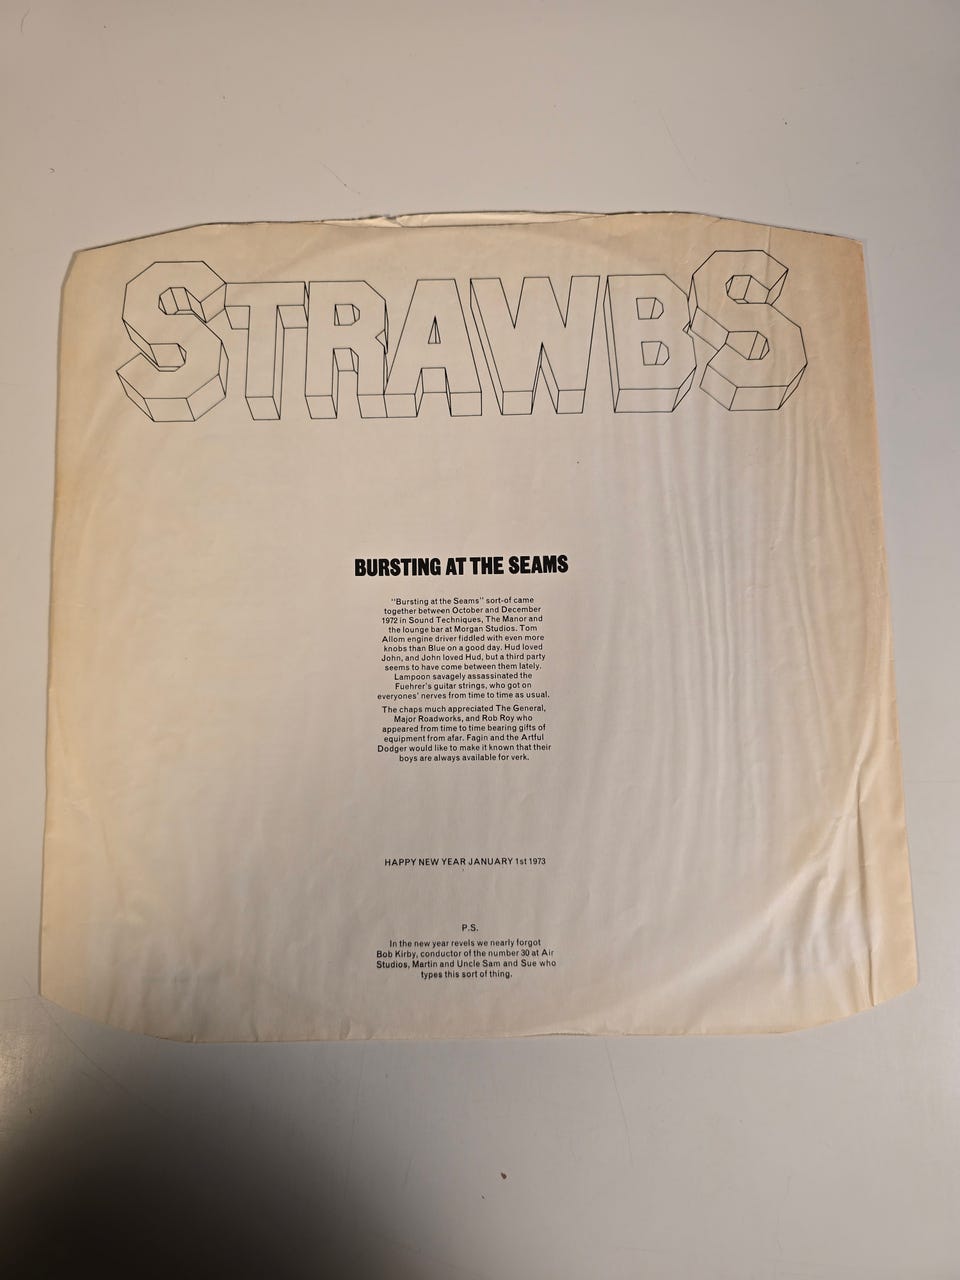 STRAWBS
BURSTING AT THE SEAMS
"Bursting at the Seams" sort-of came
together between October and December
1972 in Sound Techniques, The Manor and
the lounge bar at Morgan Studios. Tom
Allom engine driver fiddled with even more
knobs than Blue on a good day. Hud loved
John, and John loved Hud, but a third party
seems to have come between them lately.
Lampoon savagely assassinated the
Fuehrer's guitar strings, who got on
everyones' nerves from time to time as usual.
The chaps much appreciated The General,
Major Roadworks, and Rob Roy who
appeared from time to time bearing gifts of
equipment from afar. Fagin and the Artful
Dodger would like to make it known that their
boys are always available for verk.
HAPPY NEW YEAR JANUARY 1st 1973
P.S.
In the new year revels we nearly forgot
Bob Kirby, conductor of the number 30 at Air
Studios, Martin and Uncle Sam and Sue who
types this sort of thing.